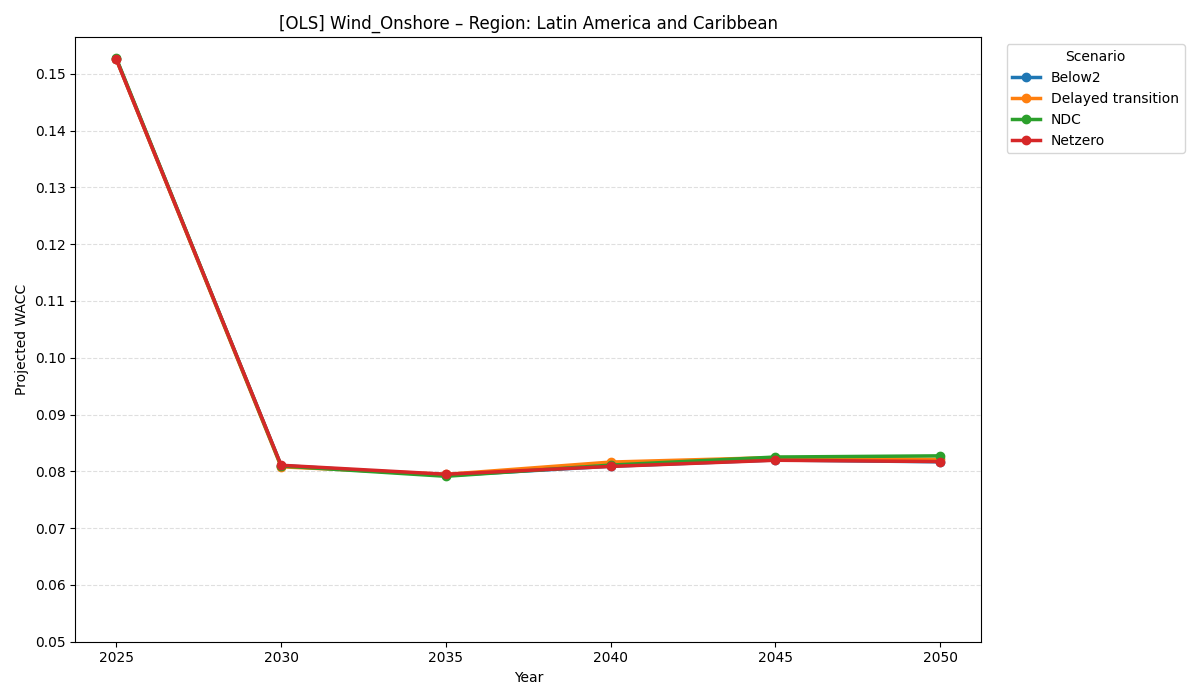 [OLS] Wind_Onshore – Region: Latin America and Caribbean
Projected WACC
0.15
0.14
0.13
0.12
0.11
0.10
0.09
0.08
0.07
0.06
0.05
2025 2030 2035 2040 2045 2050
Year
Scenario
Below2
Delayed transition
NDC
Netzero